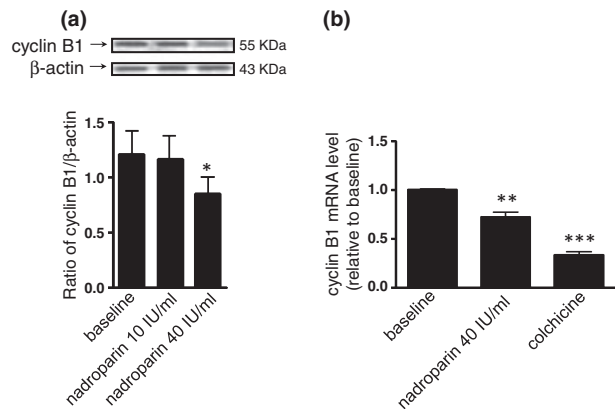 (a)
cyclin B1 → 55 KDa
β-actin → 43 KDa
Ratio of cyclin B1/β-actin
1.5
1.0
0.5
0.0
*
baseline
nadroparin 10 IU/ml
nadroparin 40 IU/ml
(b)
cyclin B1 mRNA level
(relative to baseline)
1.5
1.0
0.5
0.0
**
***
baseline
nadroparin 40 IU/ml
colchicine